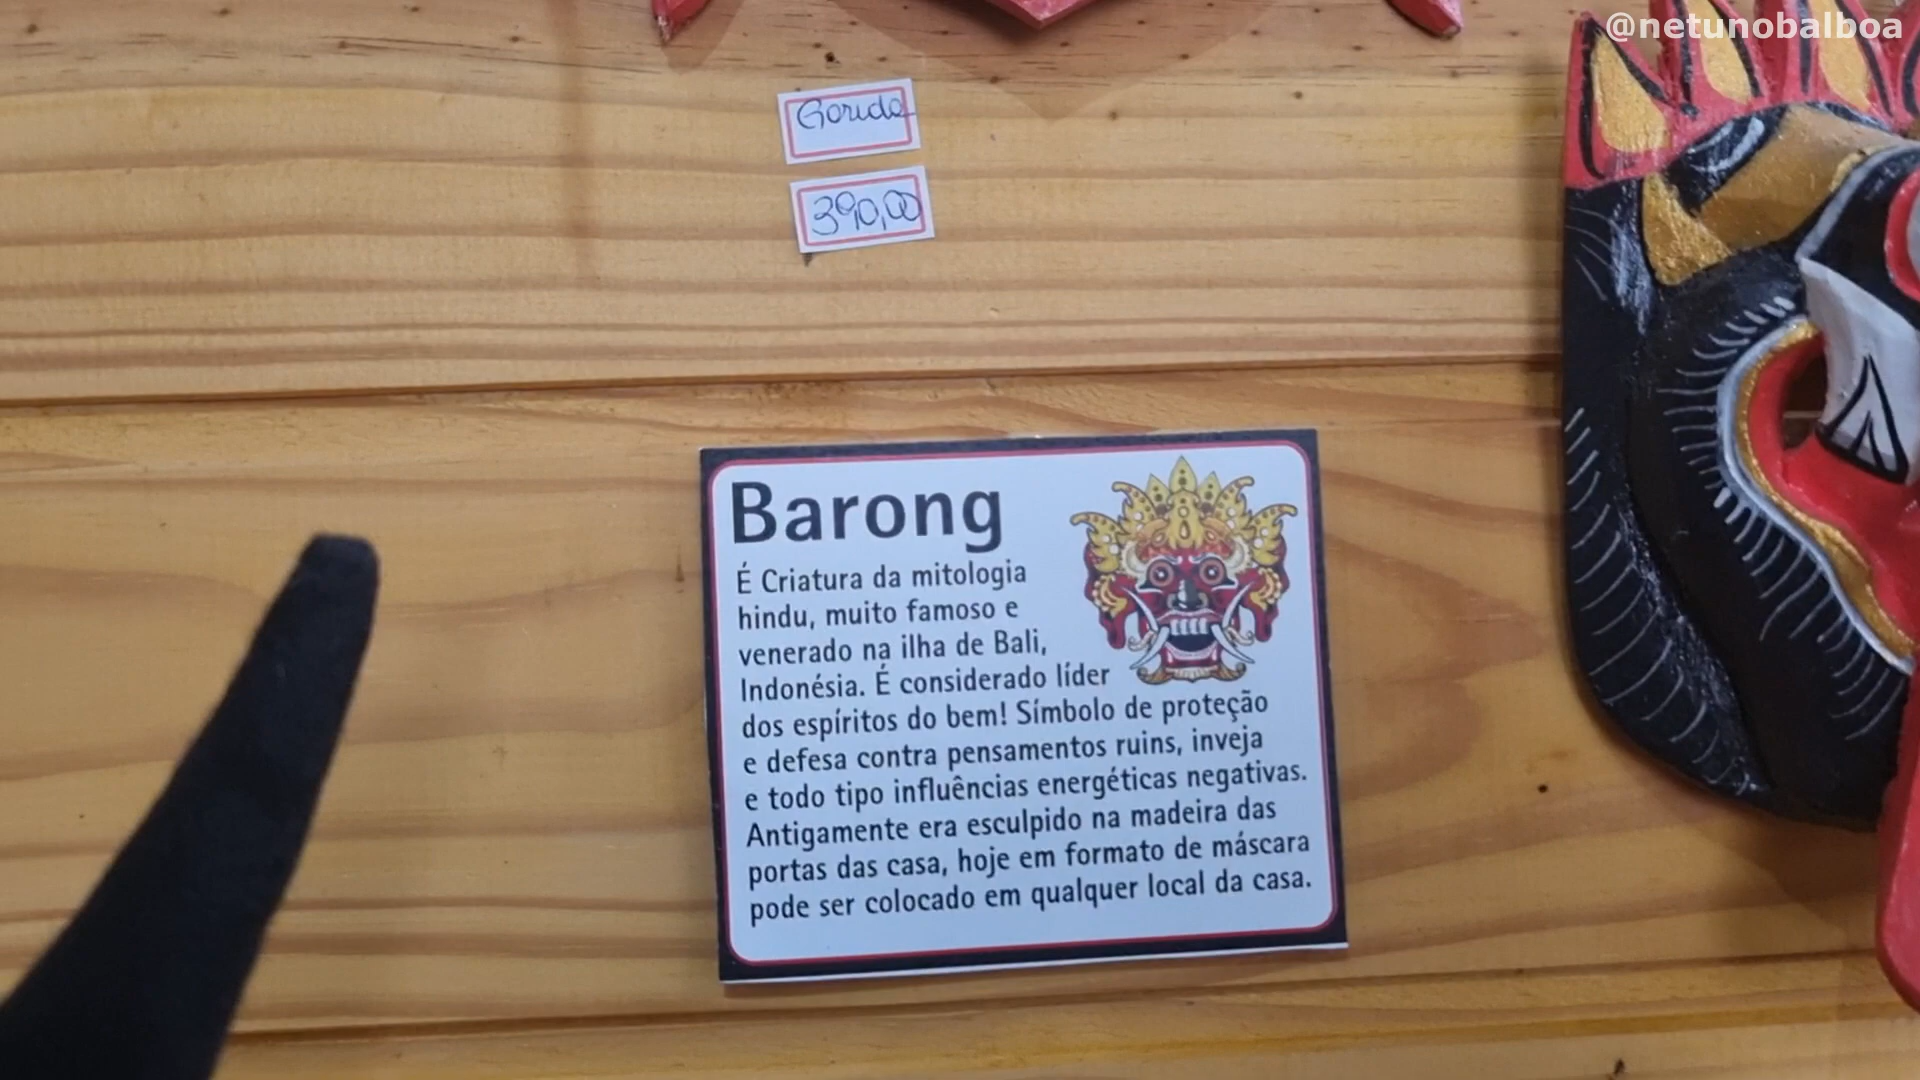 @netunobalboa
Garuda
390,00
Barong
É Criatura da mitologia
hindu, muito famoso e
venerado na ilha de Bali,
Indonésia. É considerado líder
dos espíritos do bem! Símbolo de proteção
e defesa contra pensamentos ruins, inveja
e todo tipo influências energéticas negativas.
Antigamente era esculpido na madeira das
portas das casa, hoje em formato de máscara
pode ser colocado em qualquer local da casa.